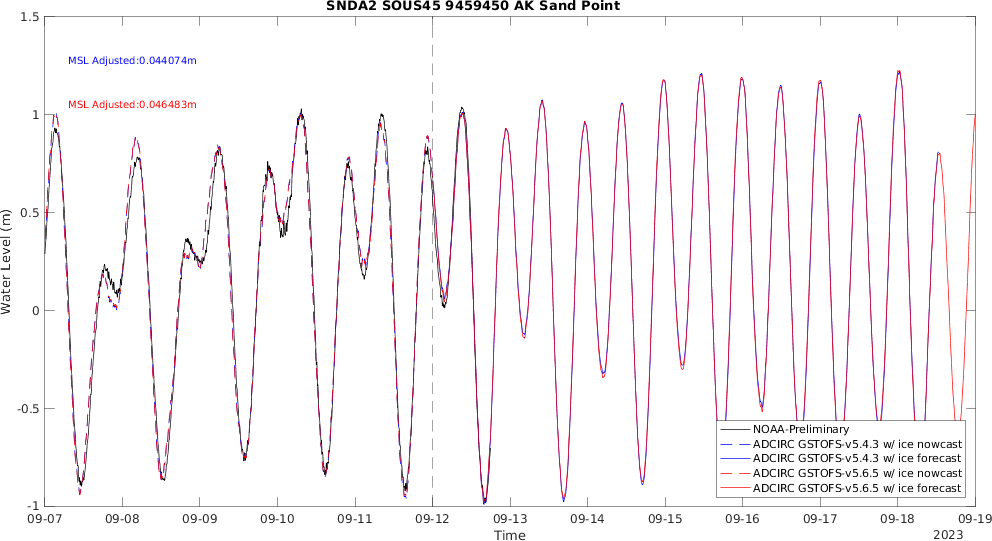 SNDA2 SOUS45 9459450 AK Sand Point
MSL Adjusted:0.044074m
MSL Adjusted:0.046483m
Water Level (m)
1.5
1
0.5
0
-0.5
-1
NOAA-Preliminary
ADCIRC GSTOFS-v5.4.3 w/ ice nowcast
ADCIRC GSTOFS-v5.4.3 w/ ice forecast
ADCIRC GSTOFS-v5.6.5 w/ ice nowcast
ADCIRC GSTOFS-v5.6.5 w/ ice forecast
09-07 09-08 09-09 09-10 09-11 09-12 09-13 09-14 09-15 09-16 09-17 09-18 09-19
Time
2023